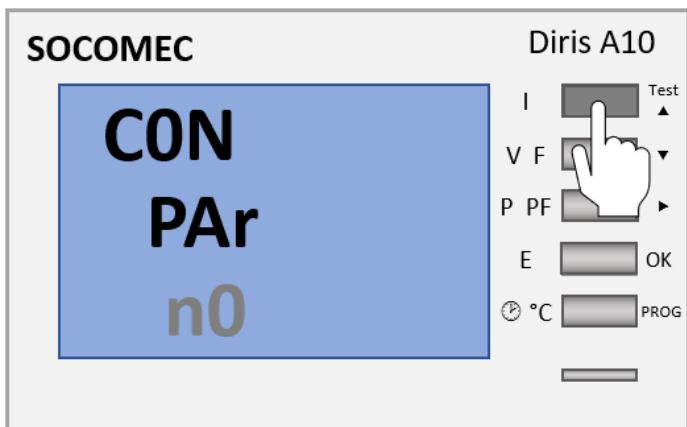 SOCOMEC
Diris A10
C0N
PAr
n0
I
Test
▲
V F
▼
P PF
►
E
OK
°C
PROG